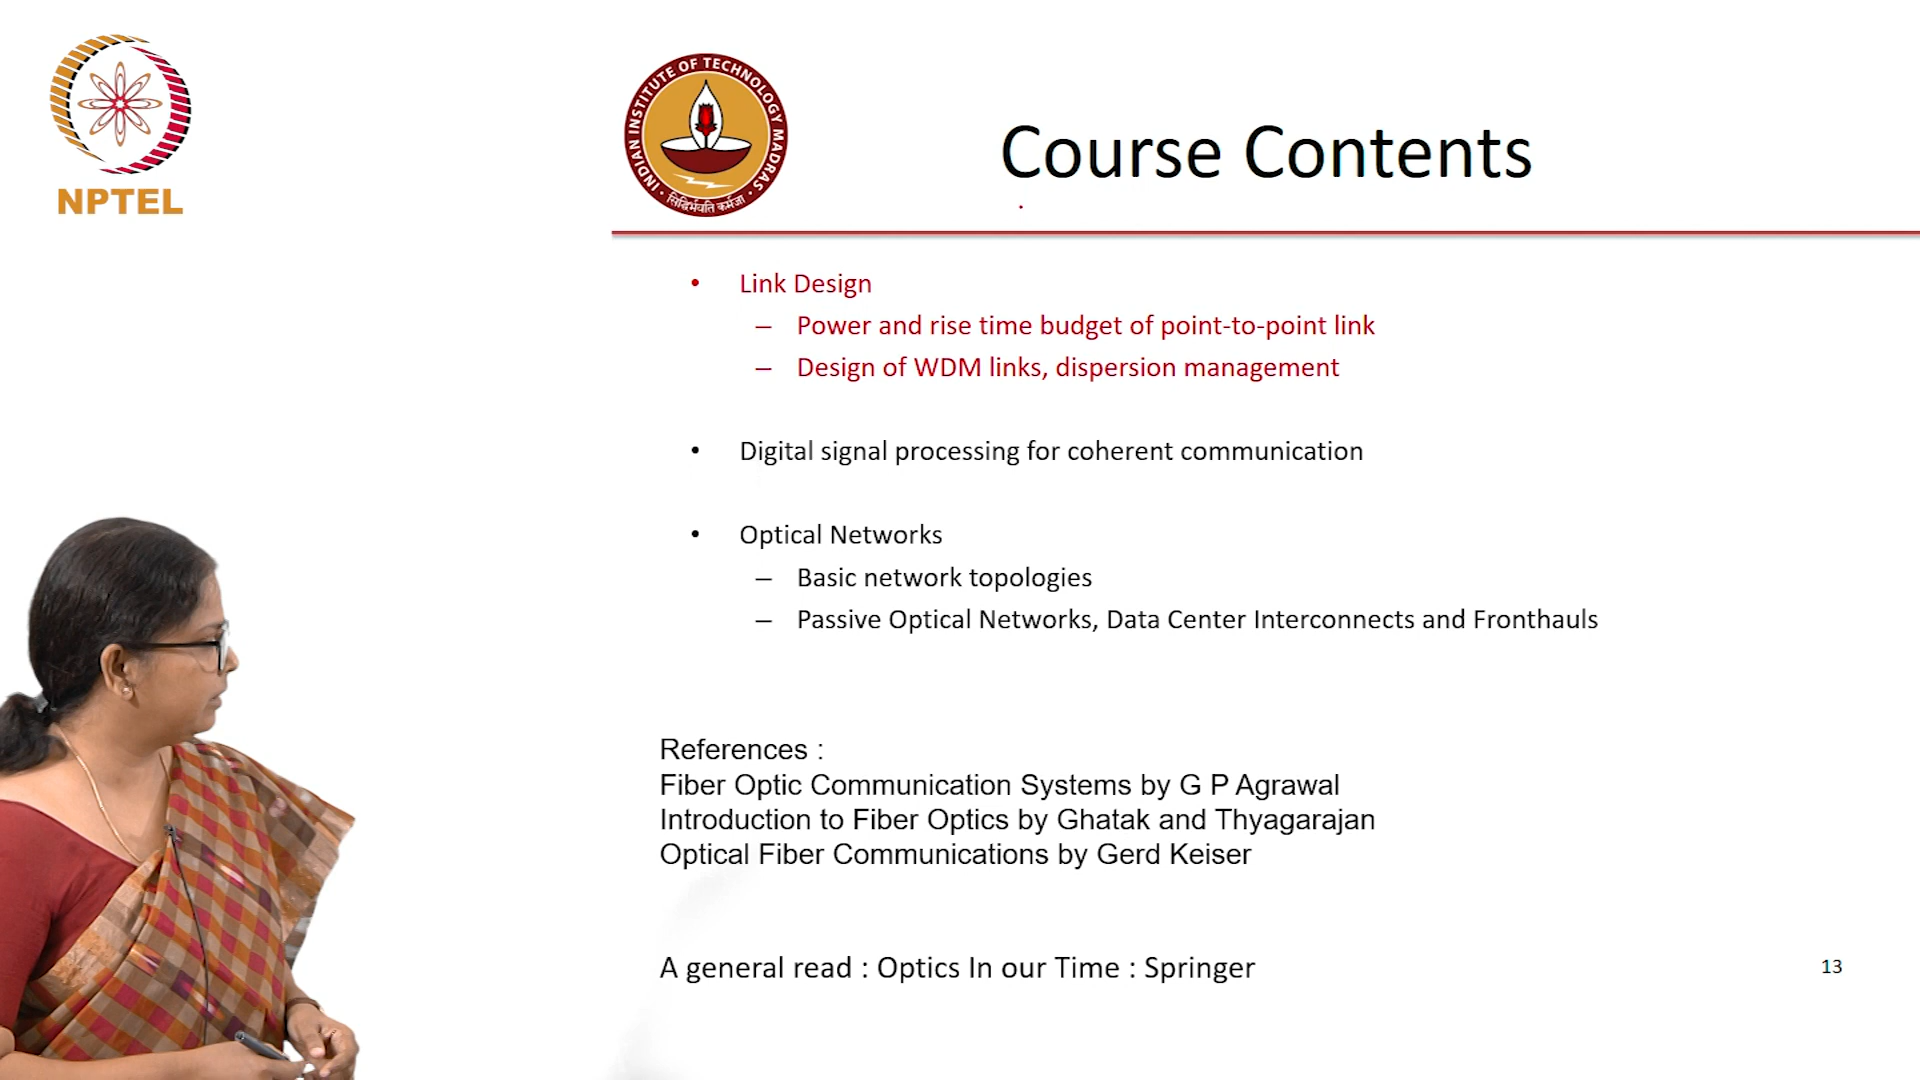 NPTEL
INDIAN INSTITUTE OF TECHNOLOGY MADRAS
सिद्धिर्भवति कर्मजा
Course Contents
• Link Design
– Power and rise time budget of point-to-point link
– Design of WDM links, dispersion management
• Digital signal processing for coherent communication
• Optical Networks
– Basic network topologies
– Passive Optical Networks, Data Center Interconnects and Fronthauls
References :
Fiber Optic Communication Systems by G P Agrawal
Introduction to Fiber Optics by Ghatak and Thyagarajan
Optical Fiber Communications by Gerd Keiser
A general read : Optics In our Time : Springer
13